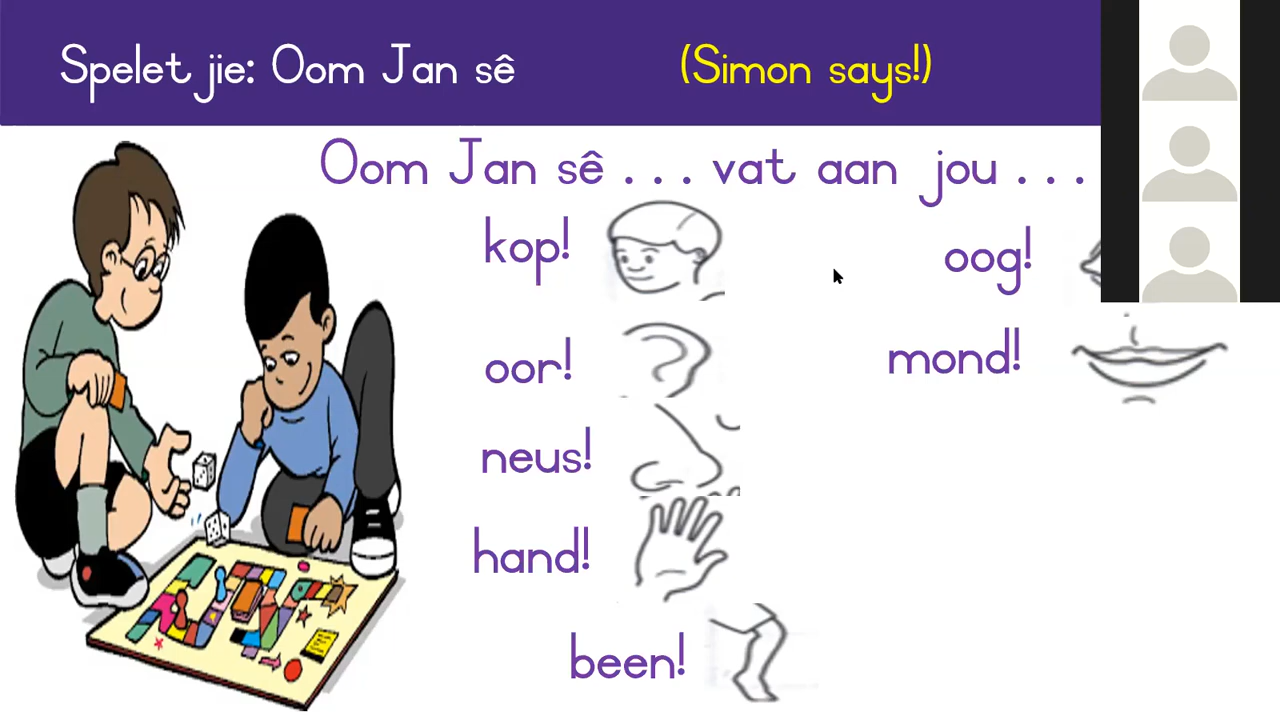 Spelet jie: Oom Jan sê (Simon says!)
Oom Jan sê . . . vat aan jou . . .
kop!
oor!
neus!
hand!
been!
oog!
mond!